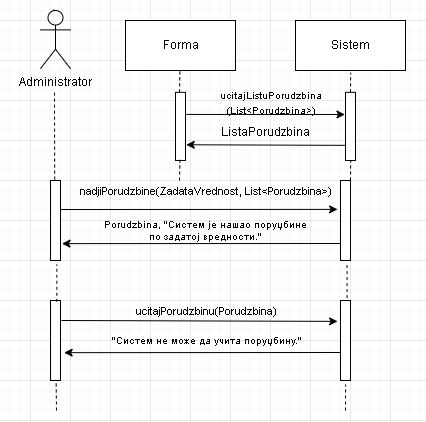 Forma
Sistem
Administrator
ucitajListuPorudzbina
(List<Porudzbina>)
ListaPorudzbina
nadjiPorudzbine(ZadataVrednost, List<Porudzbina>)
Porudzbina, "Систем је нашао поруџбине
по задатој вредности."
ucitajPorudzbinu(Porudzbina)
"Систем не може да учита поруџбину."